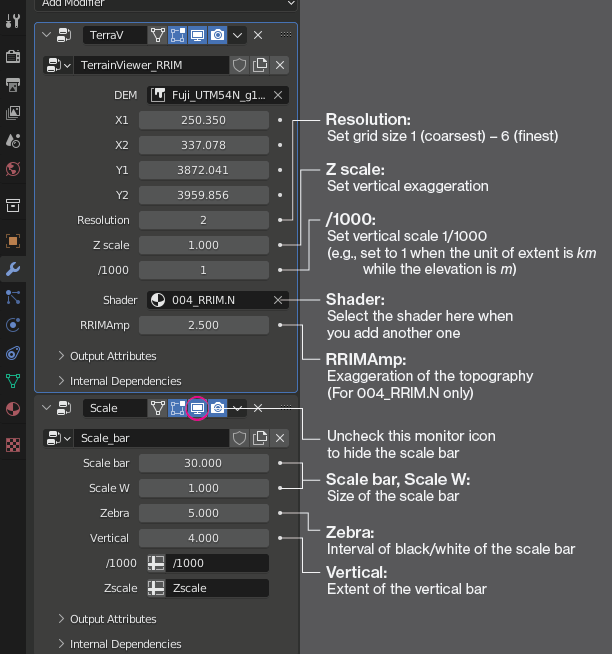 Add Modifier
TerraV
TerrainViewer_RRIM
DEM Fuji_UTM54N_g1...
X1 250.350
X2 337.078
Y1 3872.041
Y2 3959.856
Resolution 2
Z scale 1.000
/1000 1
Shader 004_RRIM.N
RRIMAmp 2.500
Output Attributes
Internal Dependencies
Scale
Scale_bar
Scale bar 30.000
Scale W 1.000
Zebra 5.000
Vertical 4.000
/1000 /1000
Zscale Zscale
Output Attributes
Internal Dependencies
Resolution:
Set grid size 1 (coarsest) – 6 (finest)
Z scale:
Set vertical exaggeration
/1000:
Set vertical scale 1/1000
(e.g., set to 1 when the unit of extent is km
while the elevation is m)
Shader:
Select the shader here when
you add another one
RRIMAmp:
Exaggeration of the topography
(For 004_RRIM.N only)
Uncheck this monitor icon
to hide the scale bar
Scale bar, Scale W:
Size of the scale bar
Zebra:
Interval of black/white of the scale bar
Vertical:
Extent of the vertical bar